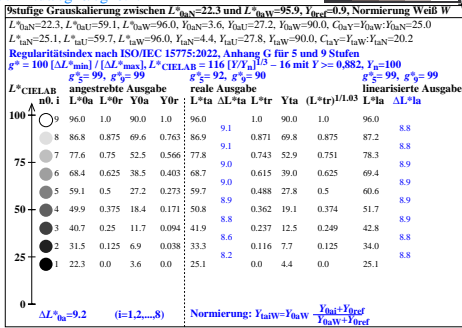 9stufige Grauskalierung zwischen L*0aN=22.3 und L*0aW=95.9, Y0ref=0.9, Normierung Weiß W
L*0aN=22.3, L*0aU=59.1, L*0aW=96.0, Y0aN=3.6, Y0aU=27.2, Y0aW=90.0, C0aY=Y0aW:Y0aN=25.0
L*taN=25.1, L*taU=59.7, L*taW=96.0, YtaN=4.4, YtaU=27.8, YtaW=90.0, CtaY=YtaW:YtaN=20.2
Regularitätsindex nach ISO/IEC 15775:2022, Anhang G für 5 und 9 Stufen
g* = 100 [ΔL*min] / [ΔL*max], L*CIELAB = 116 [Y/Yn]1/3 − 16 mit Y >= 0,882, Yn=100
g*5= 99, g*9= 99 g*5= 92, g*9= 90 g*5= 99, g*9= 99
L*CIELAB angestrebte Ausgabe reale Ausgabe linearisierte Ausgabe
n0. i L*0a L*0r Y0a Y0r L*ta ΔL*ta L*tr Yta (L*tr)1/1.03 L*la ΔL*la
100
9 96.0 1.0 90.0 1.0 96.0 1.0 90.0 1.0 96.0
9.1 8.8
8 86.8 0.875 69.6 0.763 86.9 0.871 69.8 0.875 87.2
9.1 8.8
75
7 77.6 0.75 52.5 0.566 77.8 0.743 52.9 0.751 78.3
9.0 8.8
6 68.4 0.625 38.5 0.403 68.7 0.615 39.0 0.625 69.4
9.0 8.9
5 59.1 0.5 27.2 0.273 59.7 0.488 27.8 0.5 60.6
8.9 8.9
50
4 49.9 0.375 18.4 0.171 50.8 0.362 19.1 0.374 51.7
8.9 8.9
3 40.7 0.25 11.7 0.094 41.9 0.237 12.5 0.249 42.8
8.6 8.8
2 31.5 0.125 6.9 0.038 33.3 0.116 7.7 0.125 34.0
8.2 8.9
25
1 22.3 0.0 3.6 0.0 25.1 0.0 4.4 0.0 25.1
0
ΔL*0a=9.2 (i=1,2,...,8) Normierung: YtaiW=Y0aW Y0ai+Y0ref
Y0aW+Y0ref